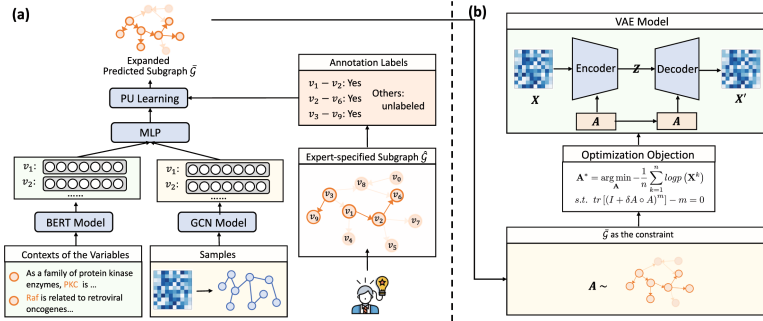 (a)
Expanded
Predicted Subgraph 𝒢̃
PU Learning
MLP
v₁:
v₂:
......
v₁:
v₂:
......
BERT Model
GCN Model
Contexts of the Variables
As a family of protein kinase
enzymes, PKC is ...
Raf is related to retroviral
oncogenes...
Samples
Annotation Labels
v₁ − v₂: Yes
v₂ − v₆: Yes
v₃ − v₉: Yes
Others:
unlabeled
Expert-specified Subgraph 𝒢̂
v₀
v₈
v₃
v₆
v₉
v₁
v₂
v₇
v₅
(b)
VAE Model
Encoder
Z
Decoder
X
X′
A
A
Optimization Objection
A* = arg min_A − 1/n ∑_{k=1}^{n} logp (X^k)
s.t. tr [(I + δA ∘ A)^m] − m = 0
𝒢̃ as the constraint
A ~